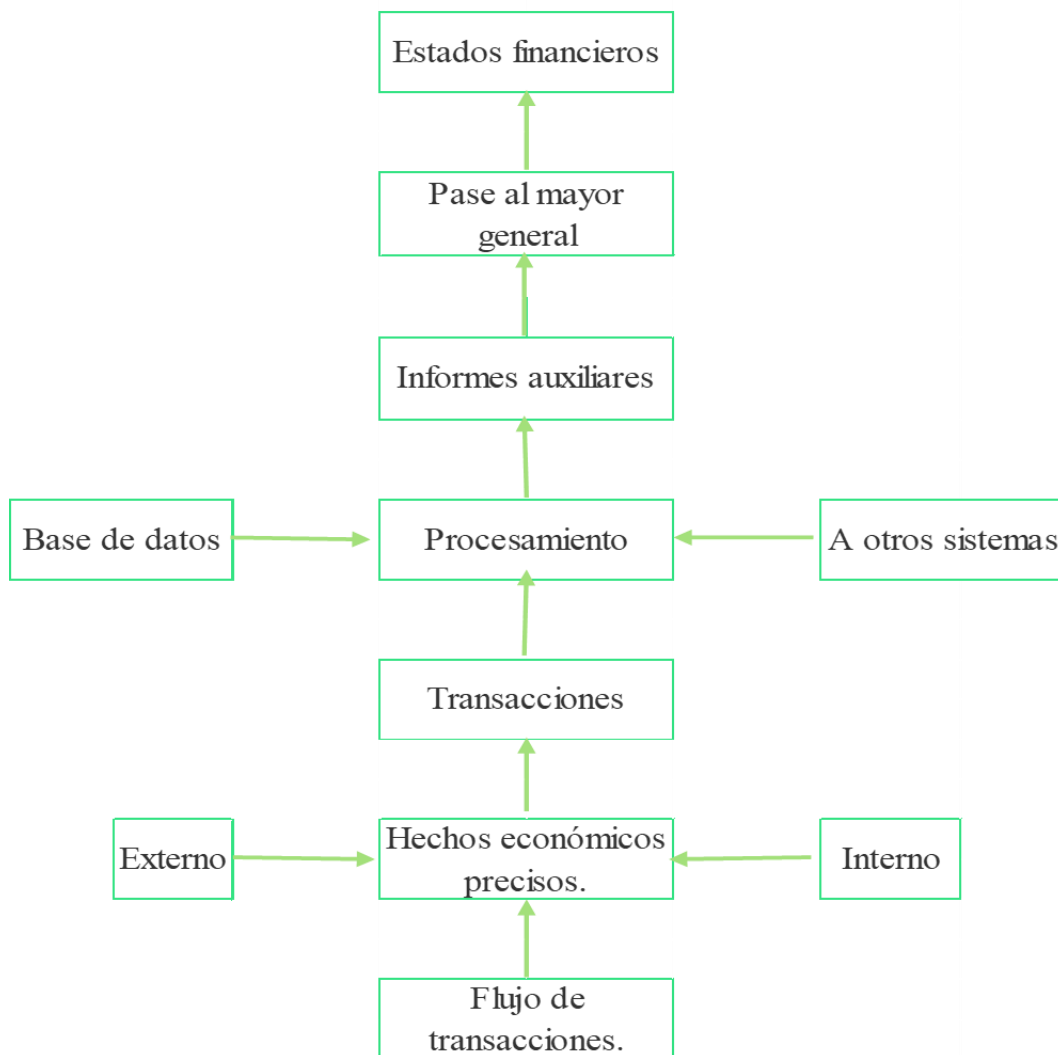 Estados financieros
Pase al mayor
general
Informes auxiliares
Base de datos
Procesamiento
A otros sistemas
Transacciones
Externo
Hechos económicos
precisos.
Interno
Flujo de
transacciones.